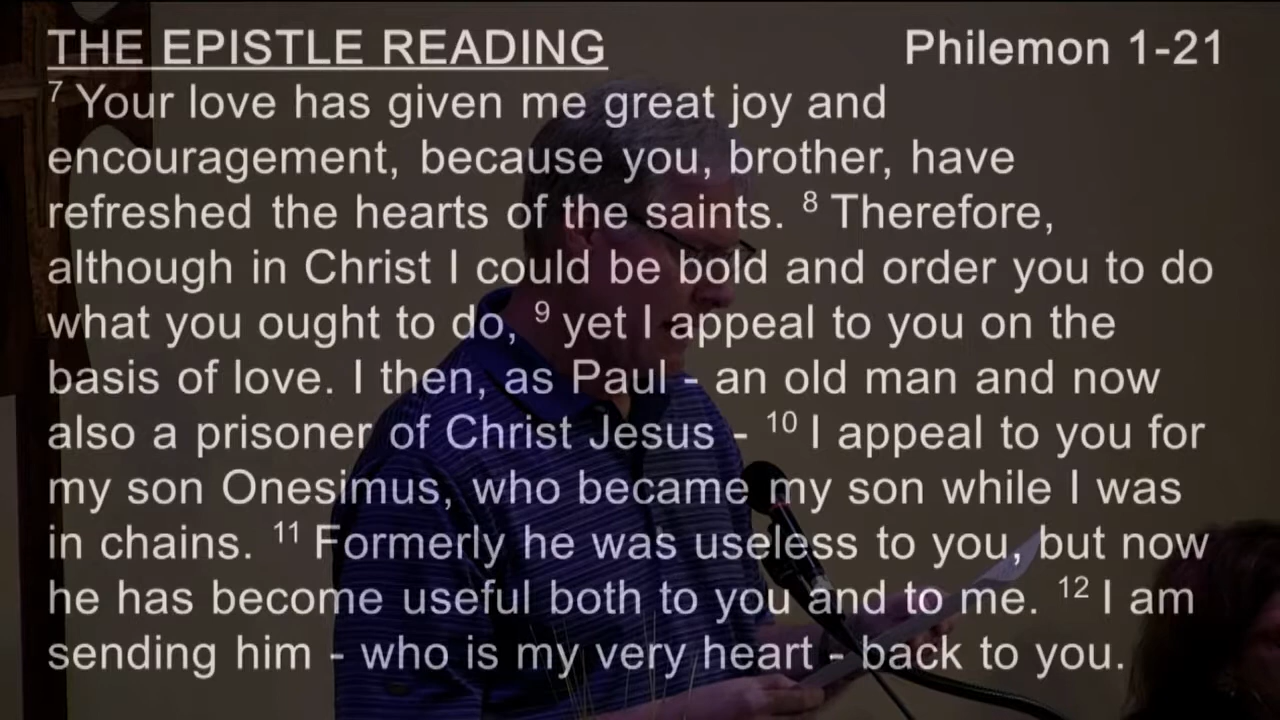 THE EPISTLE READING Philemon 1-21
7 Your love has given me great joy and
encouragement, because you, brother, have
refreshed the hearts of the saints. 8 Therefore,
although in Christ I could be bold and order you to do
what you ought to do, 9 yet I appeal to you on the
basis of love. I then, as Paul - an old man and now
also a prisoner of Christ Jesus - 10 I appeal to you for
my son Onesimus, who became my son while I was
in chains. 11 Formerly he was useless to you, but now
he has become useful both to you and to me. 12 I am
sending him - who is my very heart - back to you.